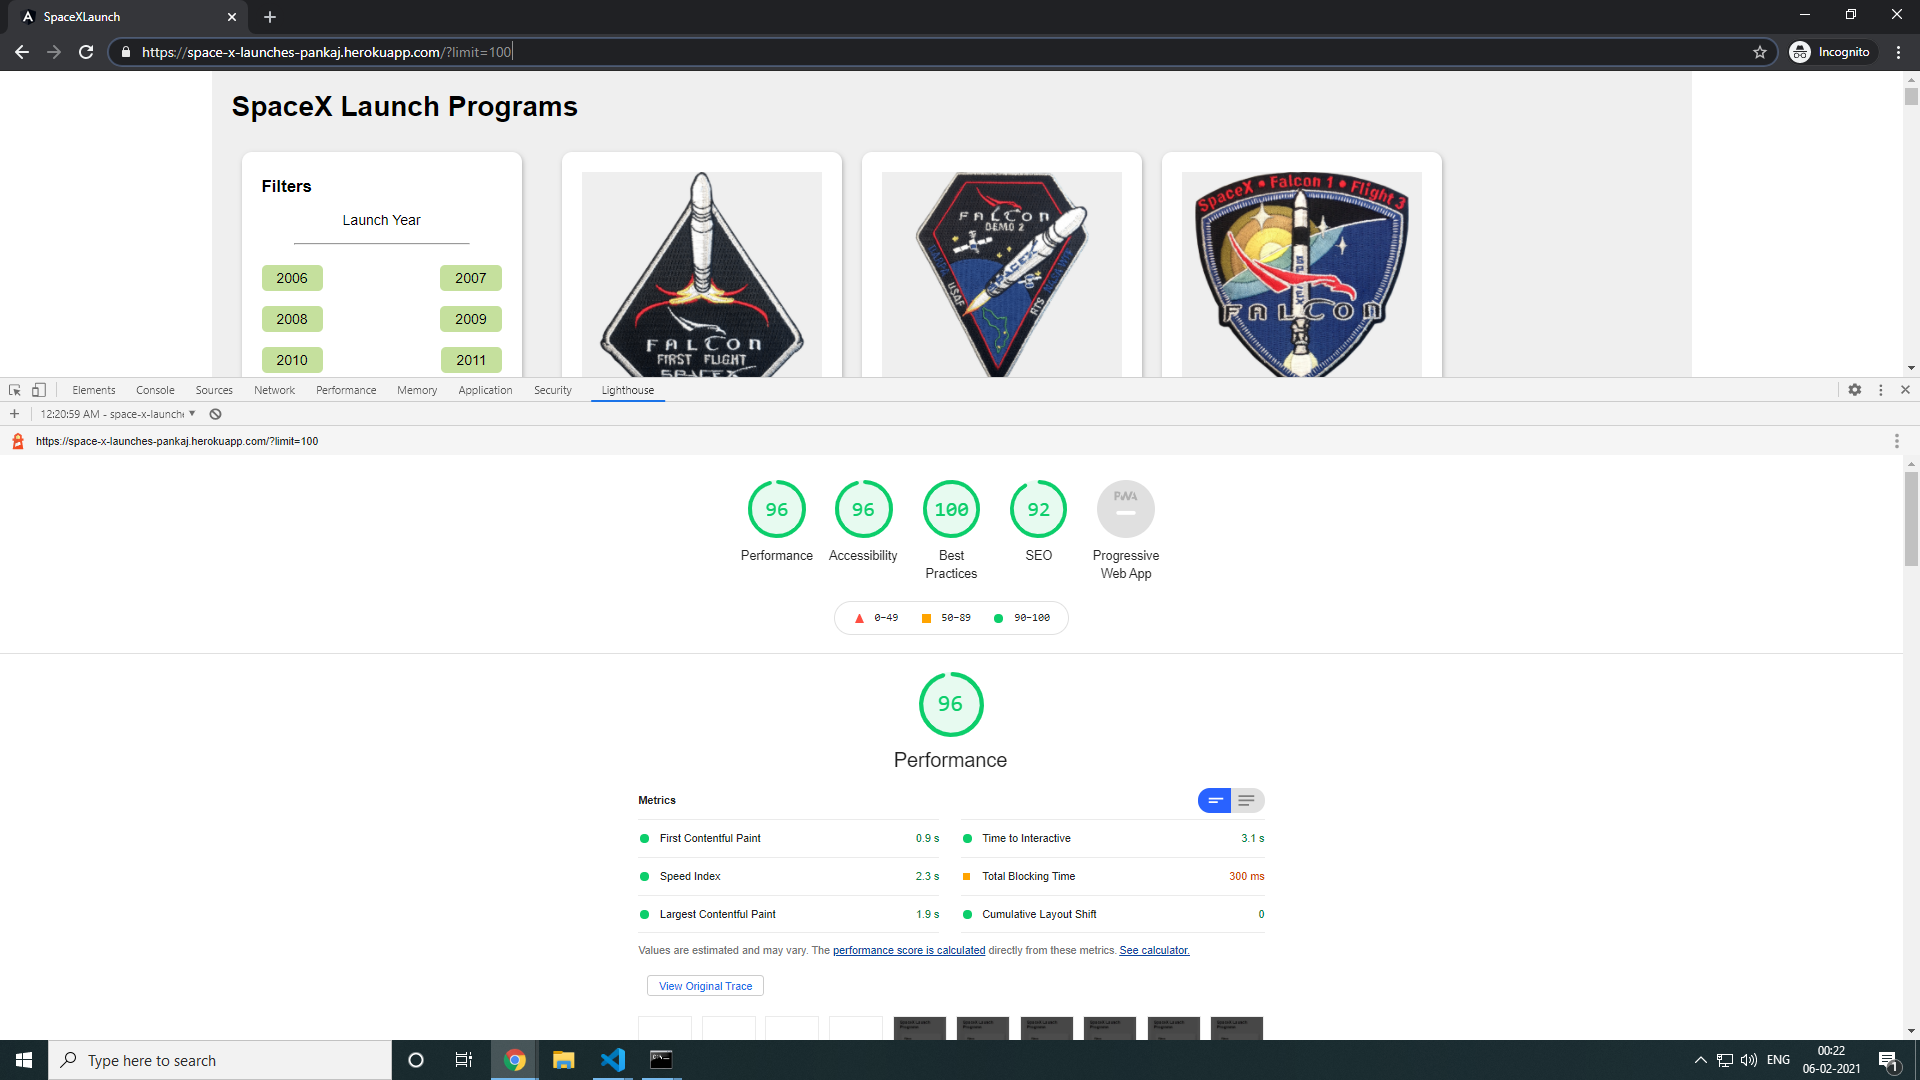 SpaceXLaunch
https://space-x-launches-pankaj.herokuapp.com/?limit=100
Incognito
SpaceX Launch Programs
Filters
Launch Year
2006 2007
2008 2009
2010 2011
FALCON
FIRST FLIGHT
SPACEX
FALCON
DEMO 2
USAF
SPACEX
RTS
SpaceX • Falcon 1 • Flight 3
SPACEX
FALCON
Elements Console Sources Network Performance Memory Application Security Lighthouse
12:20:59 AM - space-x-launche
https://space-x-launches-pankaj.herokuapp.com/?limit=100
96 96 100 92 PWA
Performance Accessibility Best Practices SEO Progressive Web App
0–49 50–89 90–100
96
Performance
Metrics
First Contentful Paint 0.9 s
Time to Interactive 3.1 s
Speed Index 2.3 s
Total Blocking Time 300 ms
Largest Contentful Paint 1.9 s
Cumulative Layout Shift 0
Values are estimated and may vary. The performance score is calculated directly from these metrics. See calculator.
View Original Trace
Type here to search
ENG
00:22
06-02-2021
1